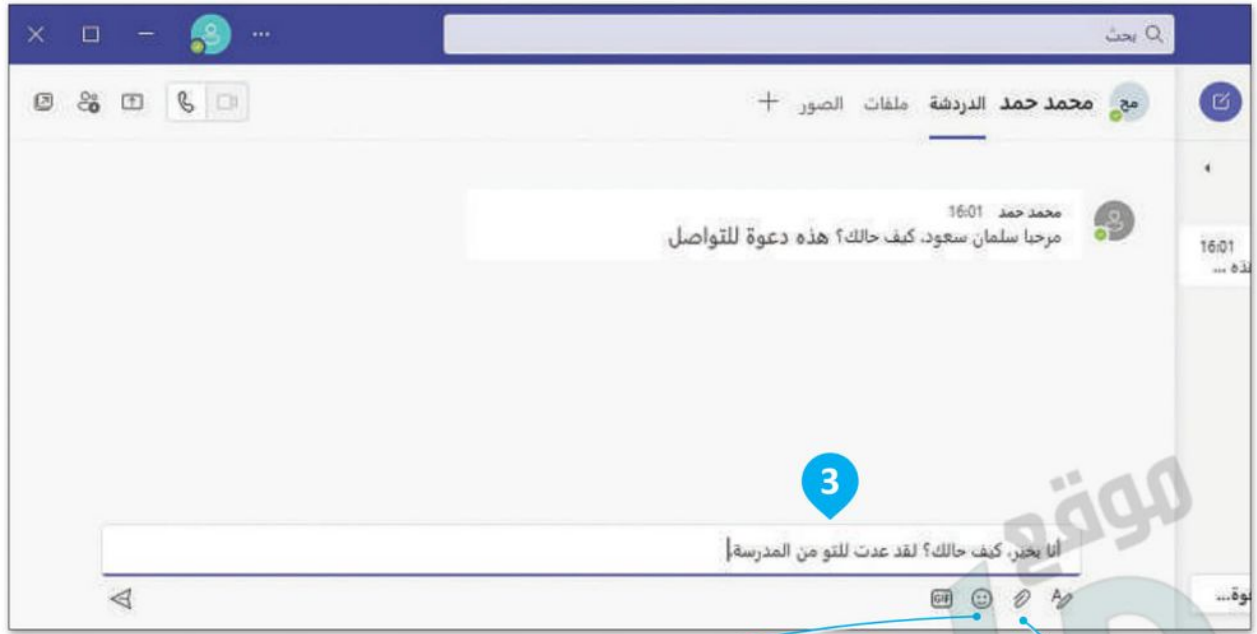 بحث
محمد حمد الدردشة ملفات الصور
مح
محمد حمد 16:01
مرحبا سلمان سعود، كيف حالك؟ هذه دعوة للتواصل
16:01
3
أنا بخير، كيف حالك؟ لقد عدت للتو من المدرسة.
GIF
موقع